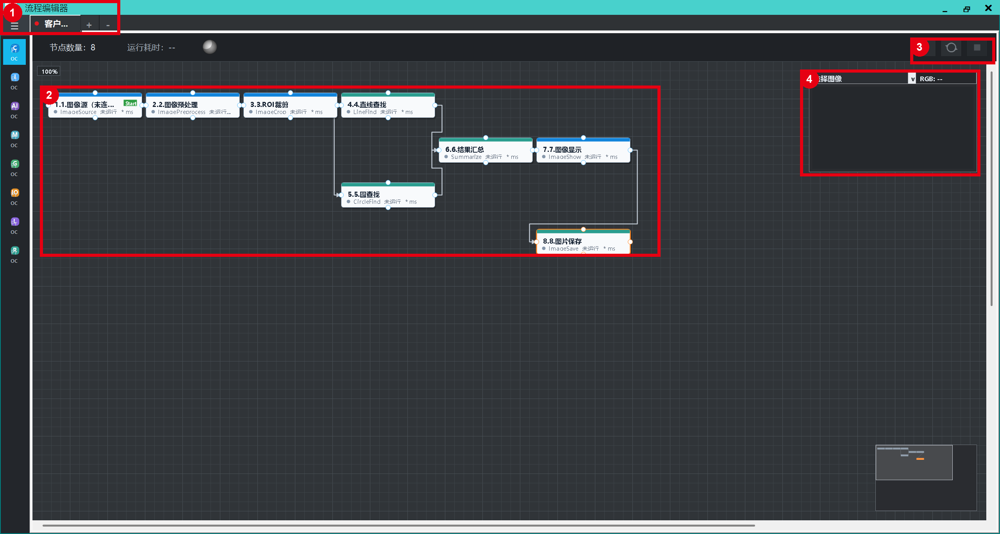 流程编辑器
1
客户...
+
-
节点数量：8
运行耗时：--
3
100%
4
择图像
v
RGB: --
2
1.1.图像源（未连...
Start
ImageSource 未运行 * ms
2.2.图像预处理
ImagePreprocess 未运行...
3.3.ROI裁剪
ImageCrop 未运行 * ms
4.4.直线查找
LineFind 未运行 * ms
6.6.结果汇总
Summarize 未运行 * ms
7.7.图像显示
ImageShow 未运行 * ms
5.5.圆查找
CircleFind 未运行 * ms
8.8.图片保存
ImageSave 未运行 * ms
C
OC
I
OC
AI
OC
M
OC
G
OC
IO
OC
L
OC
R
OC